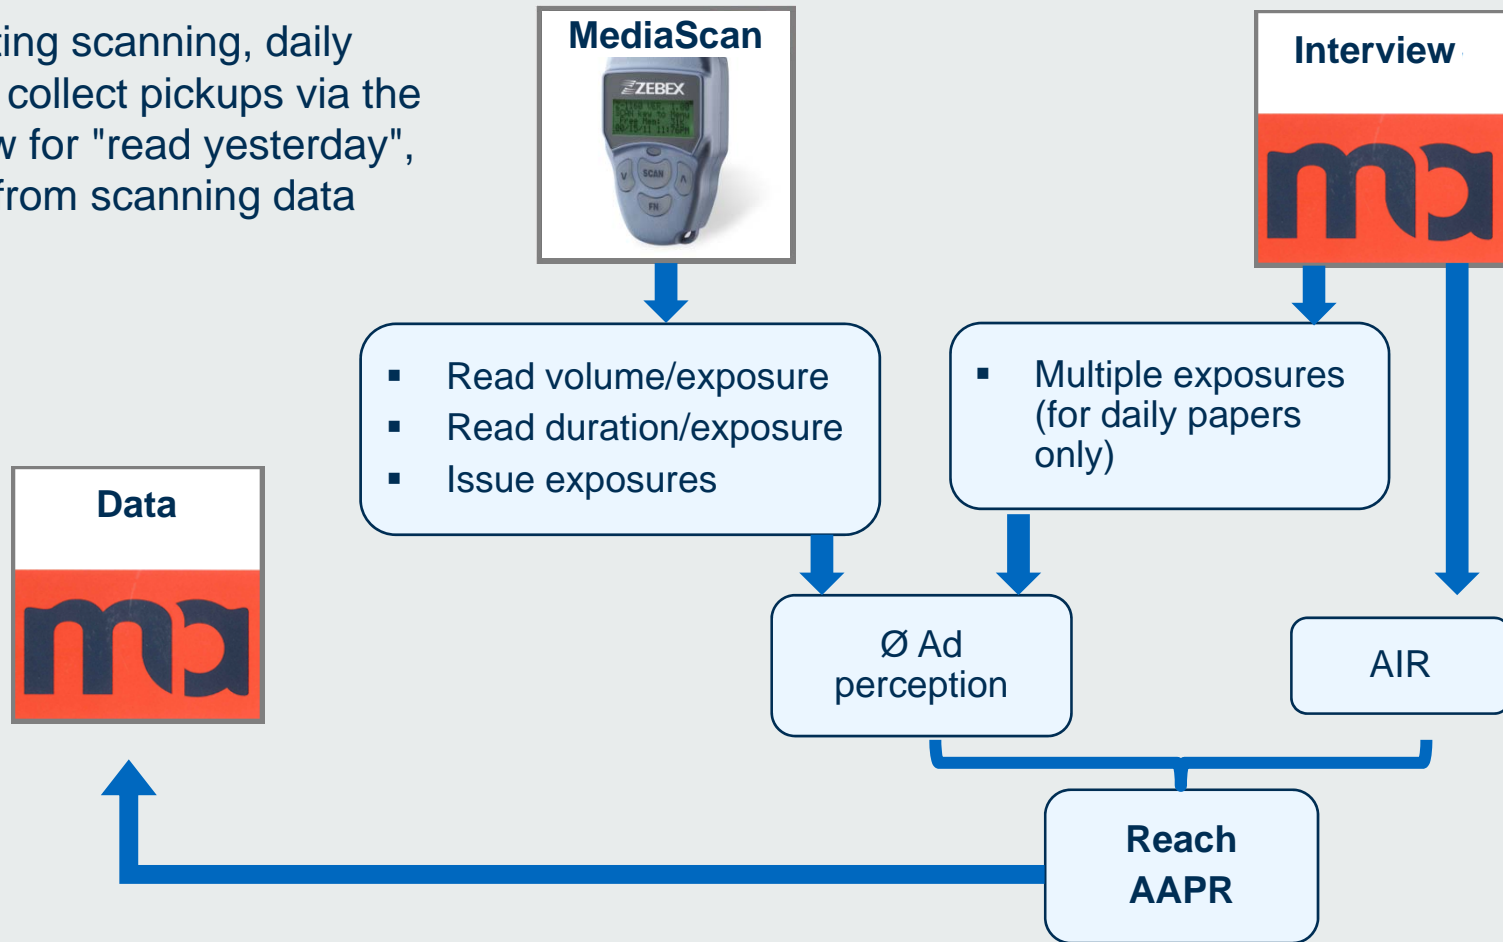 ting scanning, daily
collect pickups via the
w for "read yesterday",
from scanning data
MediaScan
ZEBEX
SCAN
FN
Interview
ma
Read volume/exposure
Read duration/exposure
Issue exposures
Multiple exposures
(for daily papers
only)
Data
ma
Ø Ad
perception
AIR
Reach
AAPR